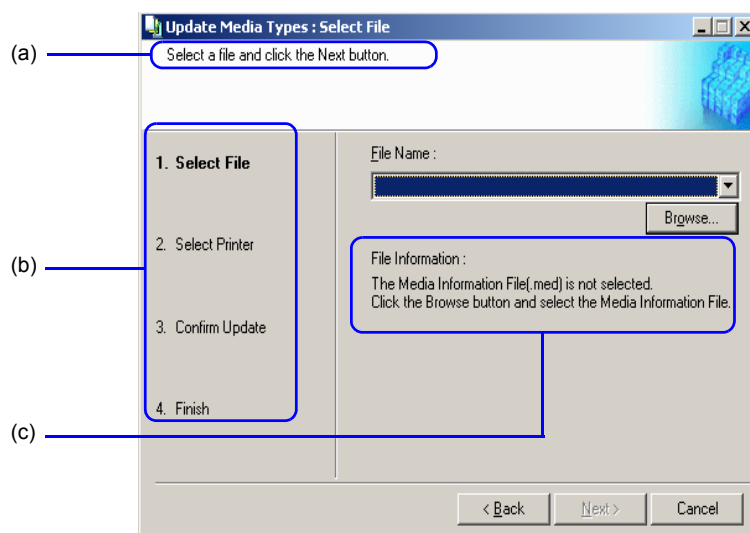 Update Media Types : Select File
(a)
Select a file and click the Next button.
1. Select File
File Name :
Browse...
2. Select Printer
(b)
File Information :
The Media Information File(.med) is not selected.
Click the Browse button and select the Media Information File.
3. Confirm Update
4. Finish
(c)
< Back
Next >
Cancel